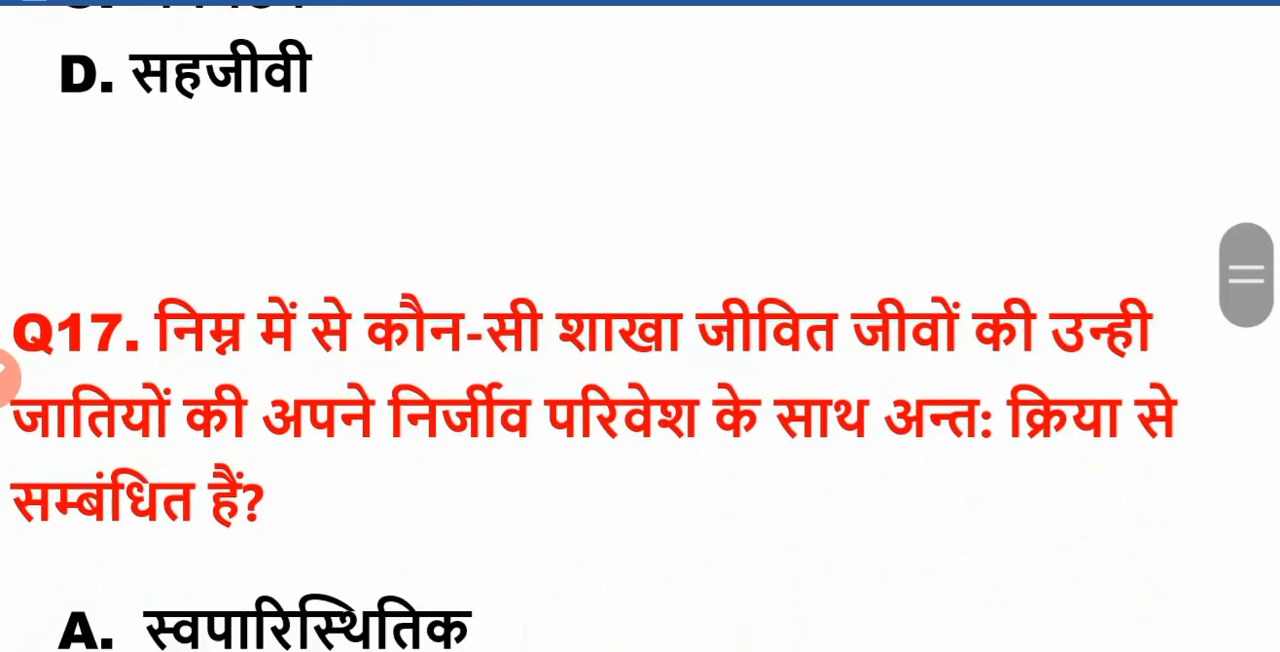 D. सहजीवी
Q17. निम्न में से कौन-सी शाखा जीवित जीवों की उन्ही
जातियों की अपने निर्जीव परिवेश के साथ अन्त: क्रिया से
सम्बंधित हैं?
A. स्वपारिस्थितिक